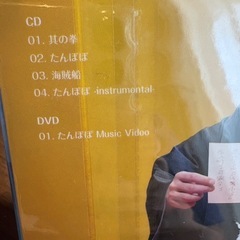 CD
01. 其の拳
02. たんぽぽ
03. 海賊船
04. たんぽぽ -instrumental-
DVD
01. たんぽぽ Music Video